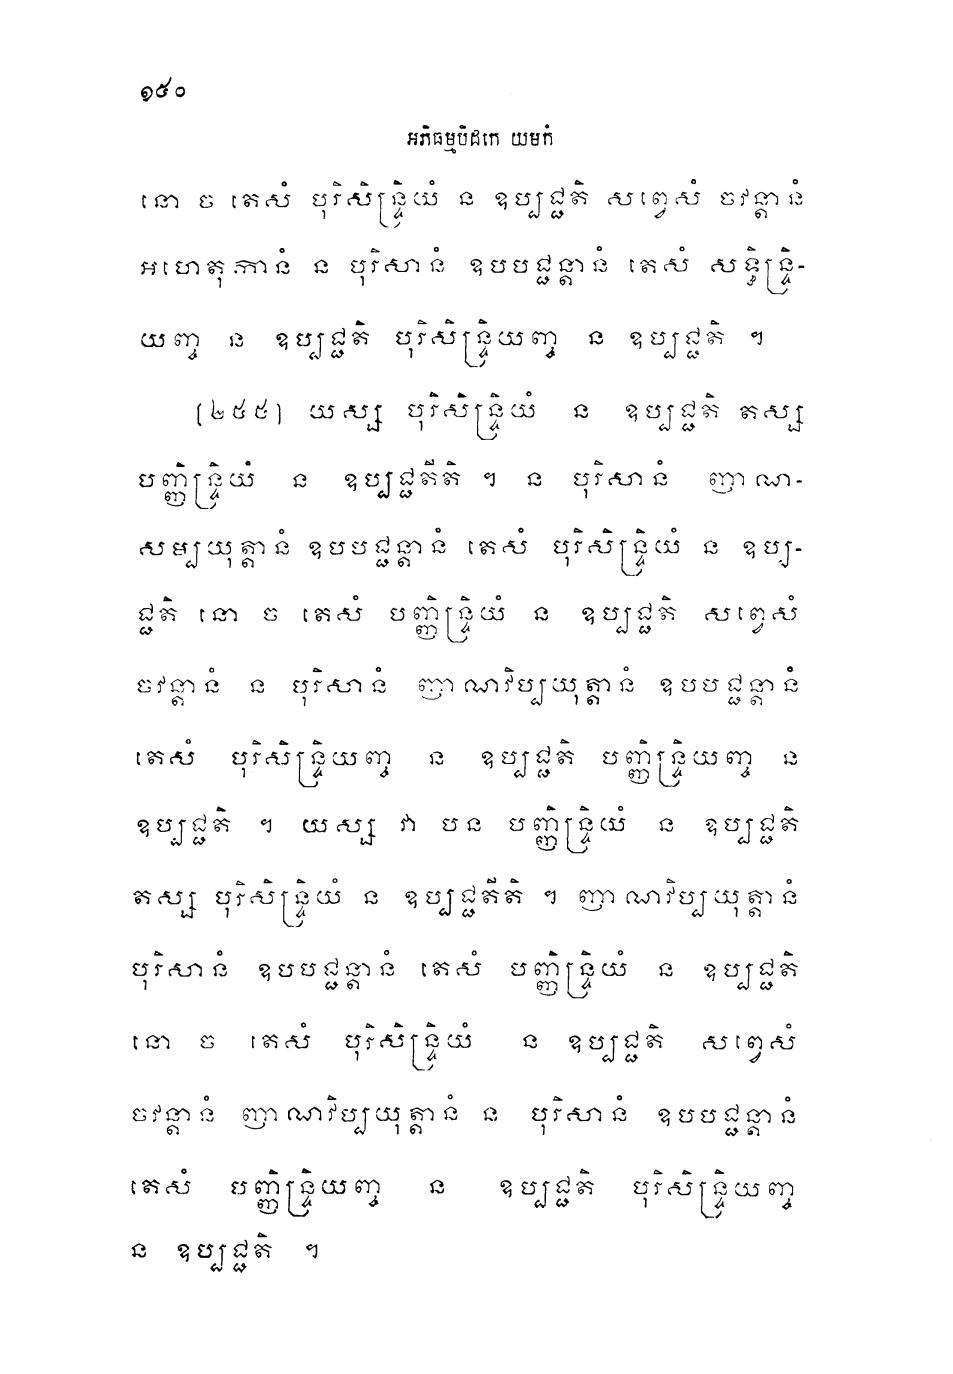 ១៥០
អភិធម្មបិដកេ យមកំ
នោ ច តេសំ បុរិសិន្ទ្រិយំ ន ឧប្បជ្ជតិ សព្វេសំ ចវន្តានំ
អហេតុកានំ ន បុរិសានំ ឧបបជ្ជន្តានំ តេសំ សទ្ធិន្ទ្រិ-
យញ្ច ន ឧប្បជ្ជតិ បុរិសិន្ទ្រិយញ្ច ន ឧប្បជ្ជតិ ។
[២៥៥] យស្ស បុរិសិន្ទ្រិយំ ន ឧប្បជ្ជតិ តស្ស
បញ្ញិន្ទ្រិយំ ន ឧប្បជ្ជតីតិ ។ ន បុរិសានំ ញាណ-
សម្បយុត្តានំ ឧបបជ្ជន្តានំ តេសំ បុរិសិន្ទ្រិយំ ន ឧប្ប-
ជ្ជតិ នោ ច តេសំ បញ្ញិន្ទ្រិយំ ន ឧប្បជ្ជតិ សព្វេសំ
ចវន្តានំ ន បុរិសានំ ញាណវិប្បយុត្តានំ ឧបបជ្ជន្តានំ
តេសំ បុរិសិន្ទ្រិយញ្ច ន ឧប្បជ្ជតិ បញ្ញិន្ទ្រិយញ្ច ន
ឧប្បជ្ជតិ ។ យស្ស វា បន បញ្ញិន្ទ្រិយំ ន ឧប្បជ្ជតិ
តស្ស បុរិសិន្ទ្រិយំ ន ឧប្បជ្ជតីតិ ។ ញាណវិប្បយុត្តានំ
បុរិសានំ ឧបបជ្ជន្តានំ តេសំ បញ្ញិន្ទ្រិយំ ន ឧប្បជ្ជតិ
នោ ច តេសំ បុរិសិន្ទ្រិយំ ន ឧប្បជ្ជតិ សព្វេសំ
ចវន្តានំ ញាណវិប្បយុត្តានំ ន បុរិសានំ ឧបបជ្ជន្តានំ
តេសំ បញ្ញិន្ទ្រិយញ្ច ន ឧប្បជ្ជតិ បុរិសិន្ទ្រិយញ្ច
ន ឧប្បជ្ជតិ ។